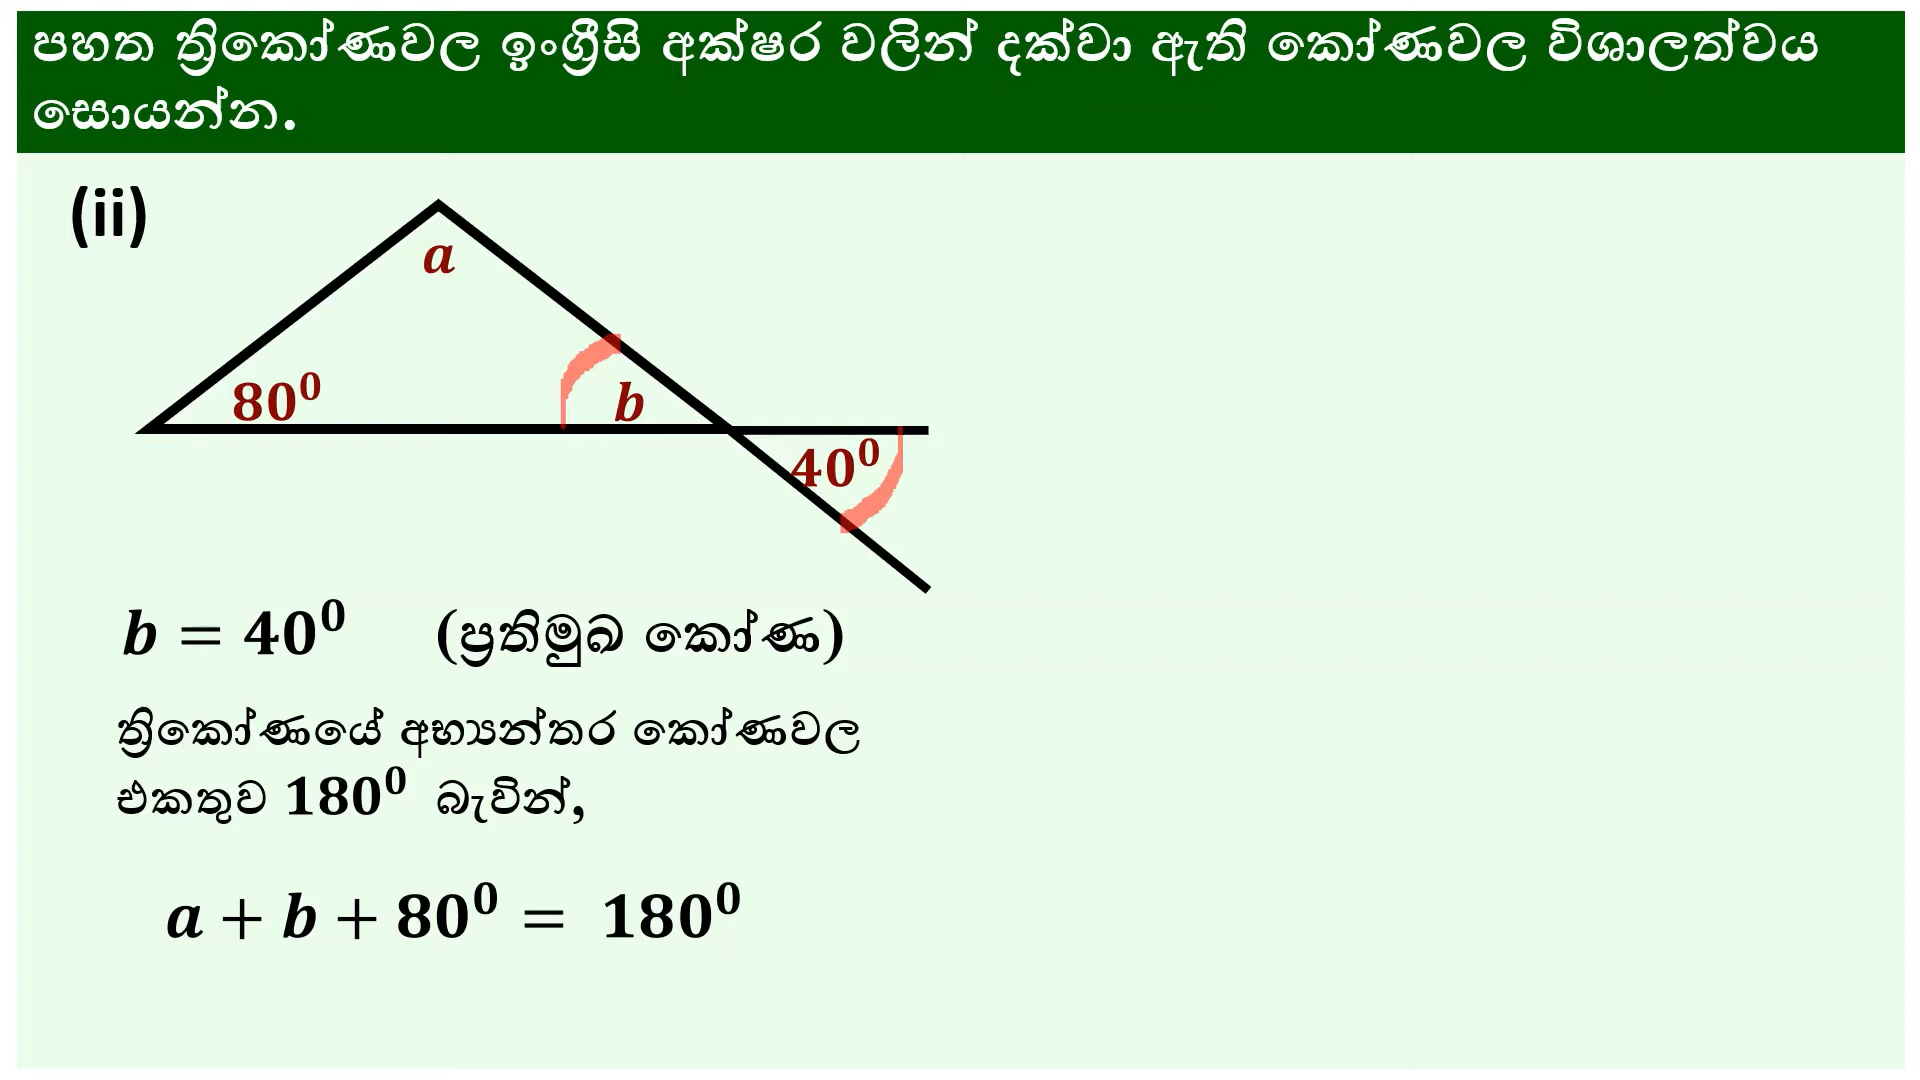 පහත ත්‍රිකෝණවල ඉංග්‍රීසි අක්ෂර වලින් දක්වා ඇති කෝණවල විශාලත්වය
සොයන්න.
(ii)
a
80⁰
b
40⁰
b = 40⁰ (ප්‍රතිමුඛ කෝණ)
ත්‍රිකෝණයේ අභ්‍යන්තර කෝණවල
එකතුව 180⁰ බැවින්,
a + b + 80⁰ = 180⁰